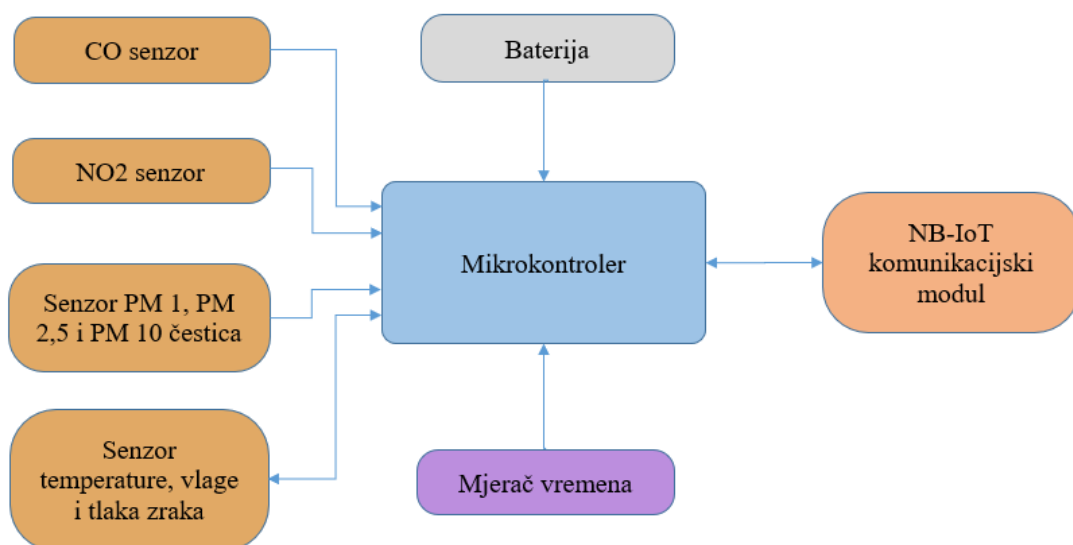 CO senzor
Baterija
NO2 senzor
Mikrokontroler
NB-IoT
komunikacijski
modul
Senzor PM 1, PM
2,5 i PM 10 čestica
Senzor
temperature, vlage
i tlaka zraka
Mjerač vremena